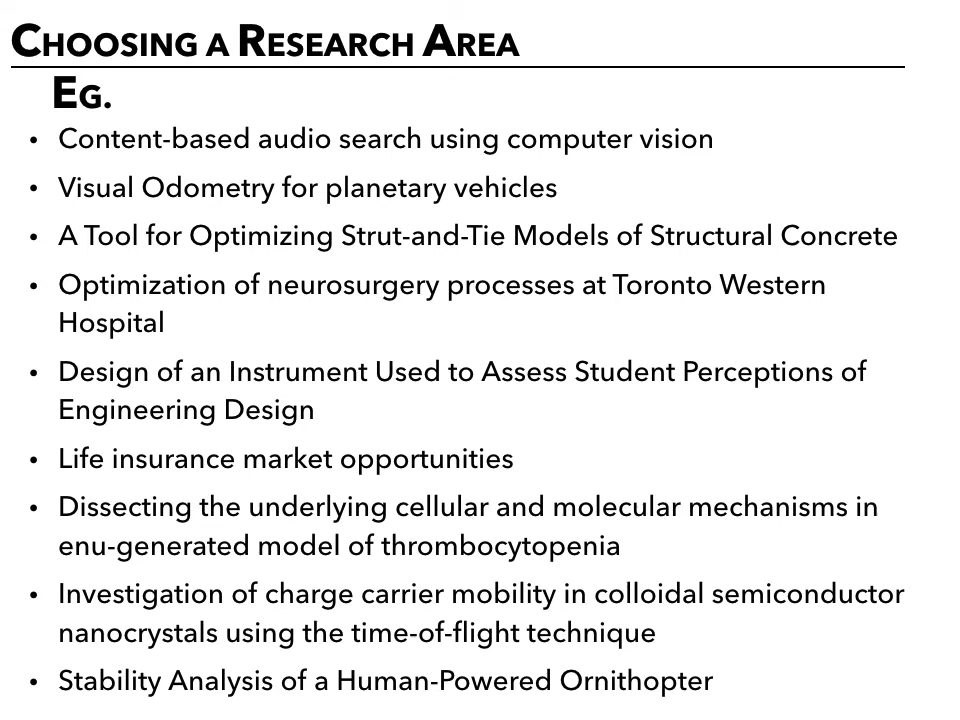 CHOOSING A RESEARCH AREA
EG.
• Content-based audio search using computer vision
• Visual Odometry for planetary vehicles
• A Tool for Optimizing Strut-and-Tie Models of Structural Concrete
• Optimization of neurosurgery processes at Toronto Western
Hospital
• Design of an Instrument Used to Assess Student Perceptions of
Engineering Design
• Life insurance market opportunities
• Dissecting the underlying cellular and molecular mechanisms in
enu-generated model of thrombocytopenia
• Investigation of charge carrier mobility in colloidal semiconductor
nanocrystals using the time-of-flight technique
• Stability Analysis of a Human-Powered Ornithopter